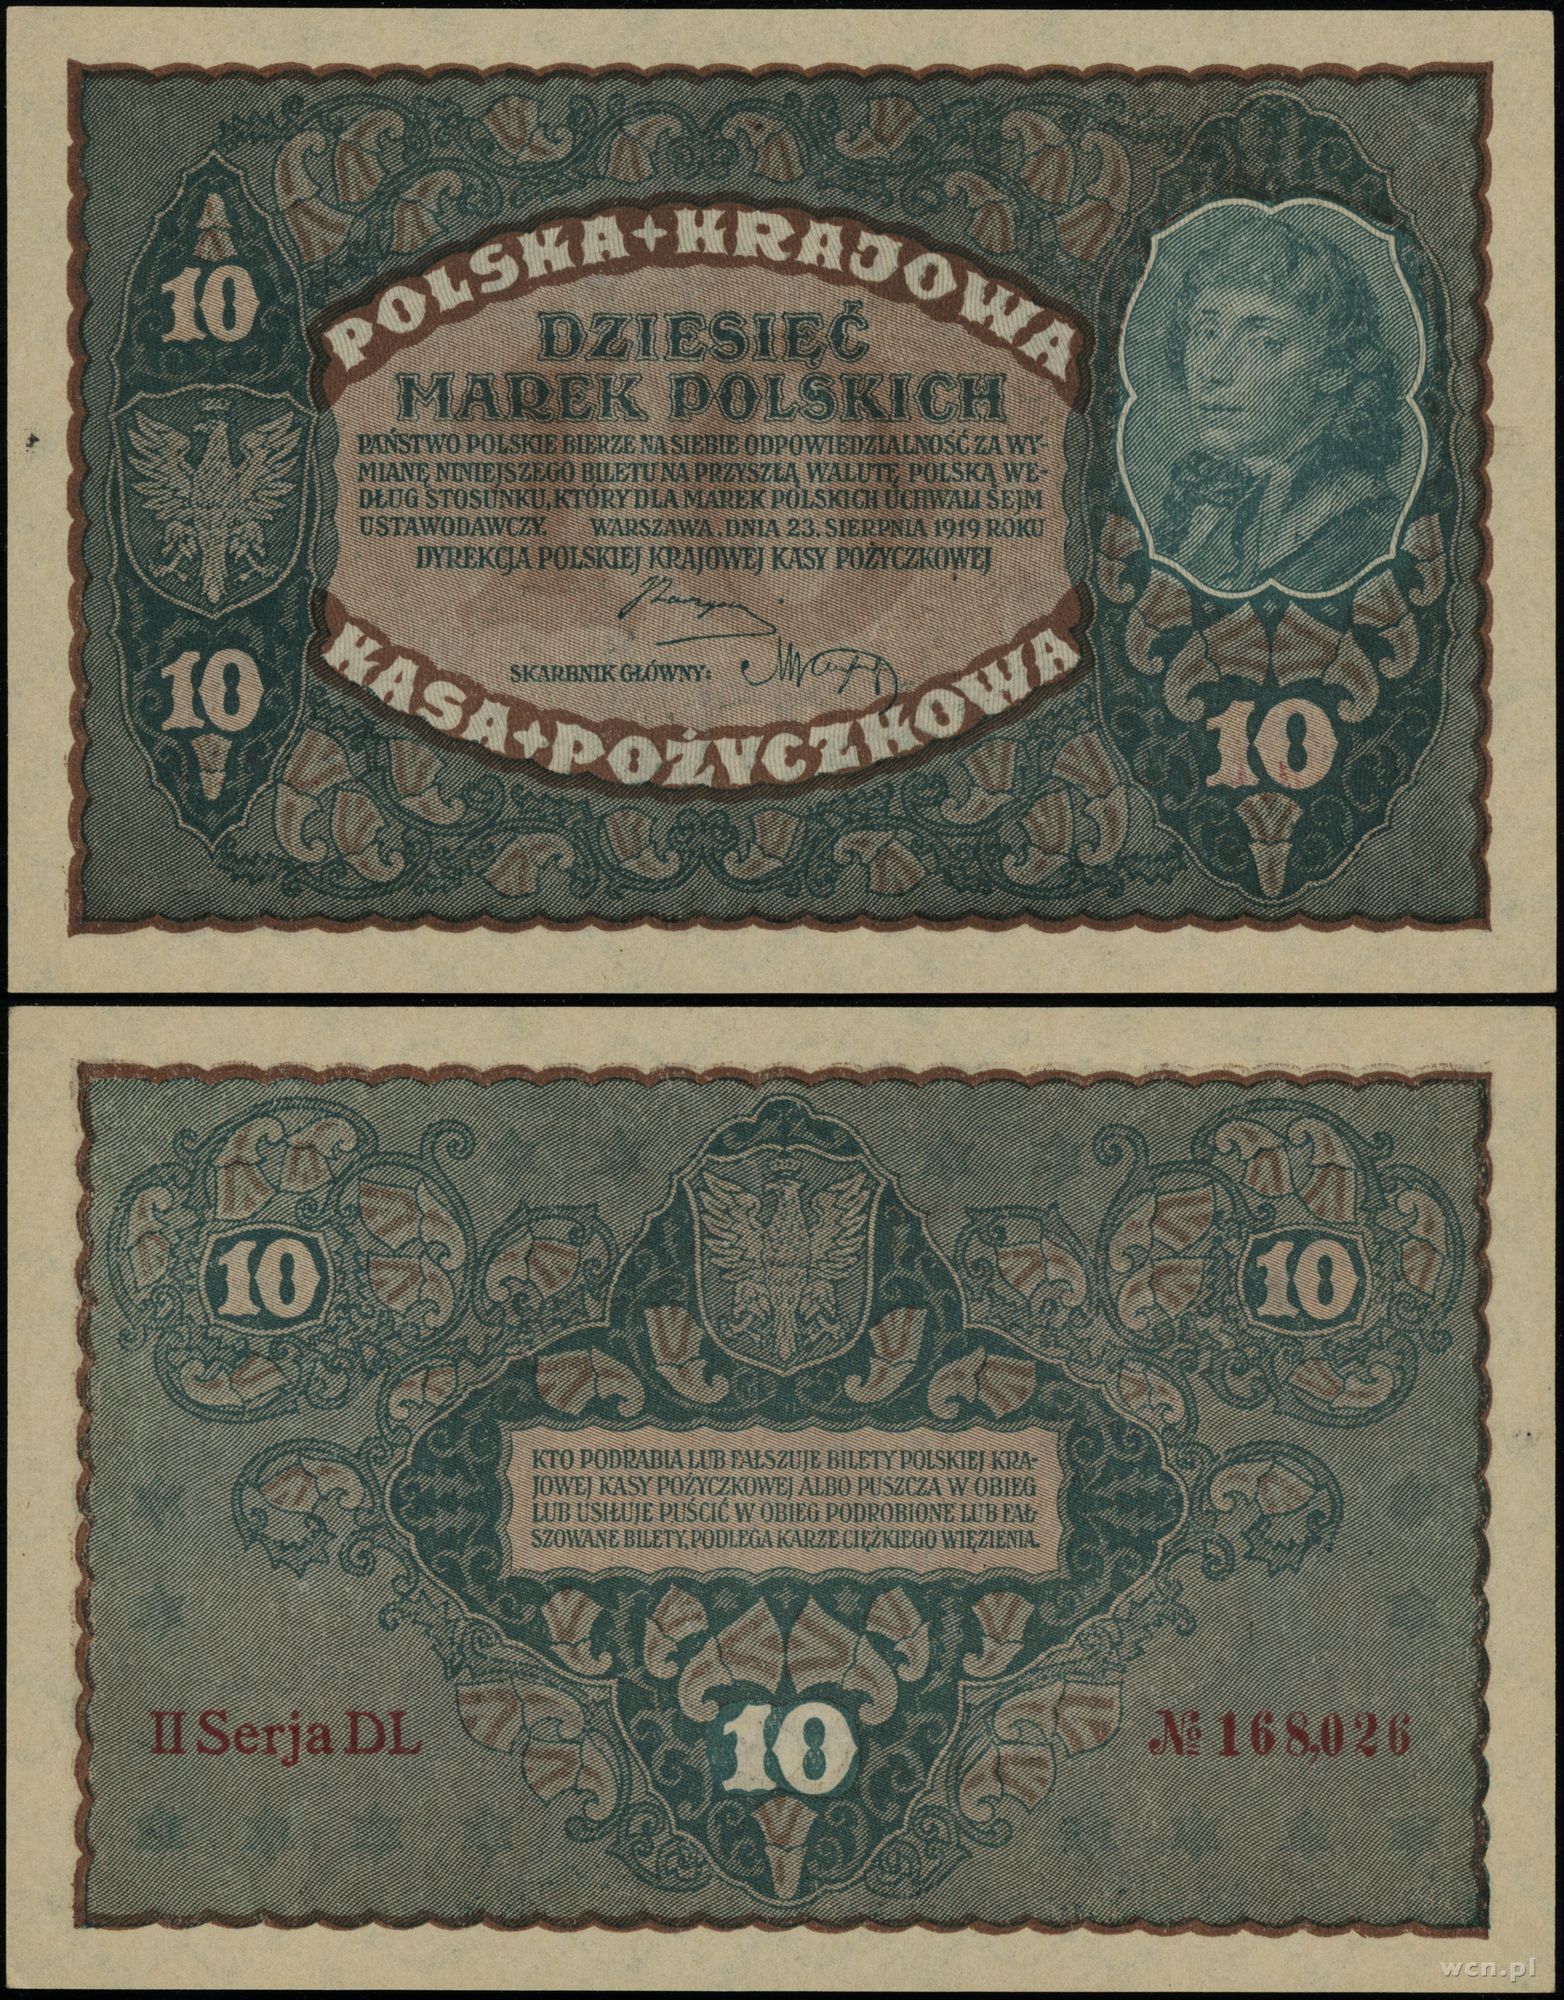 POLSKA+KRAJOWA
10
DZIESIĘĆ
MAREK POLSKICH
PAŃSTWO POLSKIE BIERZE NA SIEBIE ODPOWIEDZIALNOŚĆ ZA WY-
MIANĘ NINIEJSZEGO BILETU NA PRZYSZŁĄ WALUTĘ POLSKĄ WE-
DŁUG STOSUNKU, KTÓRY DLA MAREK POLSKICH UCHWALI SEJM
USTAWODAWCZY. WARSZAWA, DNIA 23. SIERPNIA 1919 ROKU
DYREKCJA POLSKIEJ KRAJOWEJ KASY POŻYCZKOWEJ
SKARBNIK GŁÓWNY:
10
10
KASA+POŻYCZKOWA
10
10
KTO PODRABIA LUB FAŁSZUJE BILETY POLSKIEJ KRA-
JOWEJ KASY POŻYCZKOWEJ ALBO PUSZCZA W OBIEG
LUB USIŁUJE PUŚCIĆ W OBIEG PODROBIONE LUB FAŁ-
SZOWANE BILETY, PODLEGA KARZE CIĘŻKIEGO WIĘZIENIA.
II Serja DL
10
№ 168,026
wcn.pl